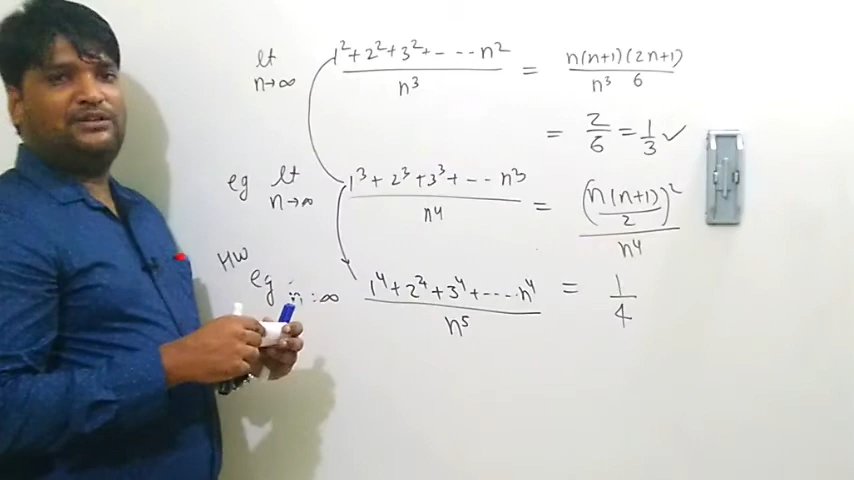 lt n→∞ 1²+2²+3²+- - -n² / n³ = n(n+1)(2n+1) / n³ 6
= 2/6 = 1/3 ✓
eg lt n→∞ 1³+2³+3³+- - n³ / n⁴ = (n(n+1)/2)² / n⁴
HW
eg n:∞ 1⁴+2⁴+3⁴+----n⁴ / n⁵ = 1/4